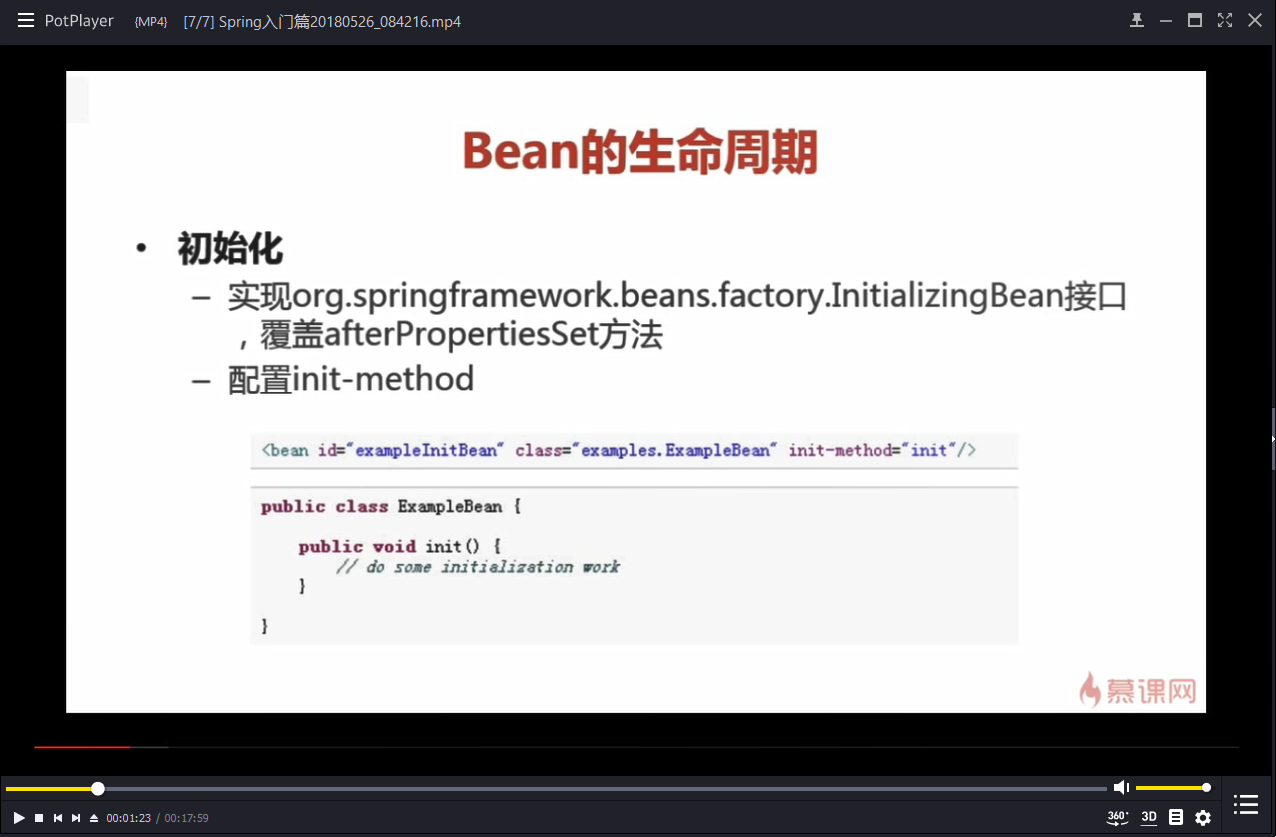 PotPlayer {MP4} [7/7] Spring入门篇20180526_084216.mp4
Bean的生命周期
• 初始化
– 实现org.springframework.beans.factory.InitializingBean接口
，覆盖afterPropertiesSet方法
– 配置init-method
<bean id="exampleInitBean" class="examples.ExampleBean" init-method="init"/>
public class ExampleBean {
public void init() {
// do some initialization work
}
}
慕课网
00:01:23 / 00:17:59
360° 3D